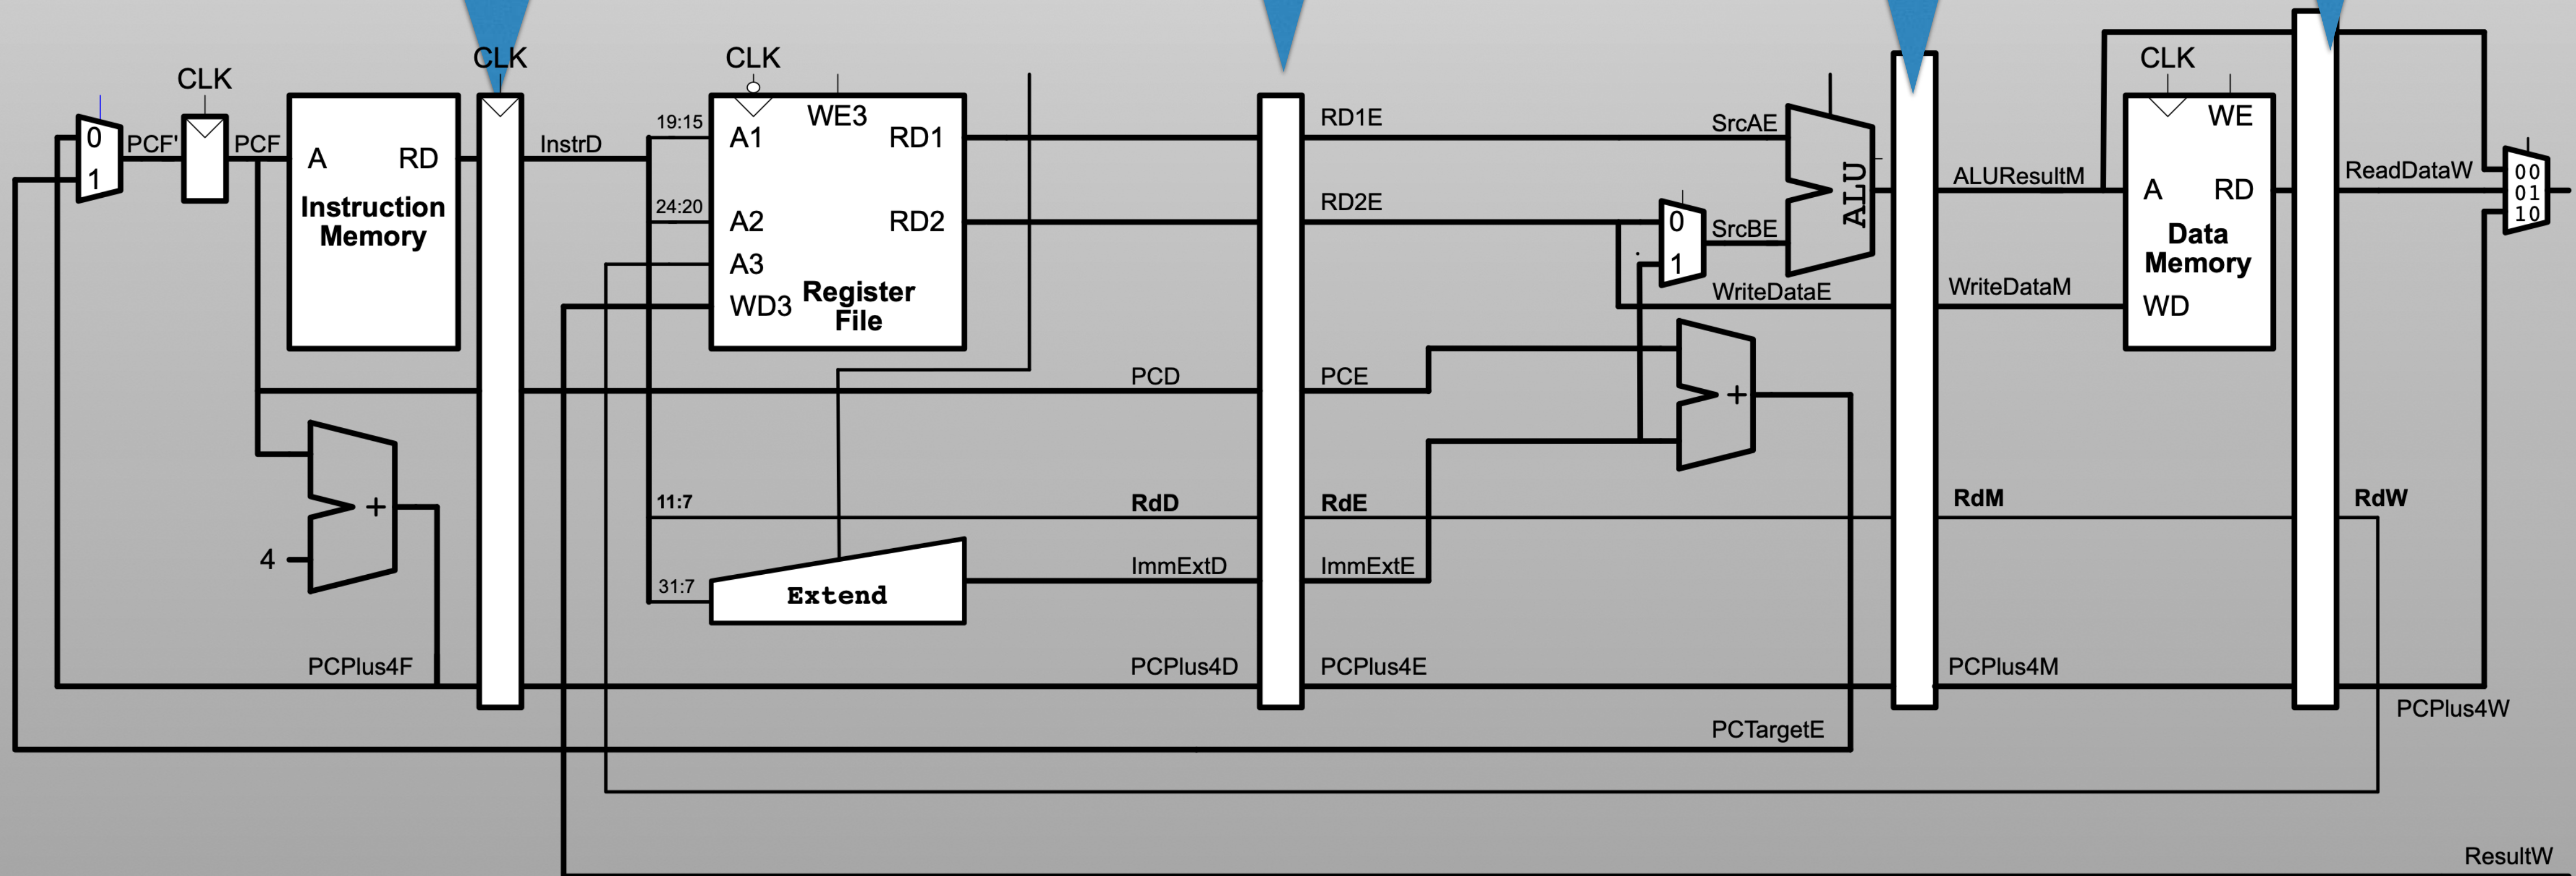 CLK
CLK
CLK
CLK
0
1
PCF'
PCF
A
RD
Instruction
Memory
InstrD
19:15
24:20
A1
WE3
RD1
A2
RD2
A3
WD3
Register
File
RD1E
RD2E
SrcAE
0
1
SrcBE
ALU
WriteDataE
ALUResultM
WriteDataM
WE
A
RD
Data
Memory
WD
ReadDataW
00
01
10
PCD
PCE
+
+
4
11:7
RdD
RdE
RdM
RdW
31:7
Extend
ImmExtD
ImmExtE
PCPlus4F
PCPlus4D
PCPlus4E
PCPlus4M
PCPlus4W
PCTargetE
ResultW